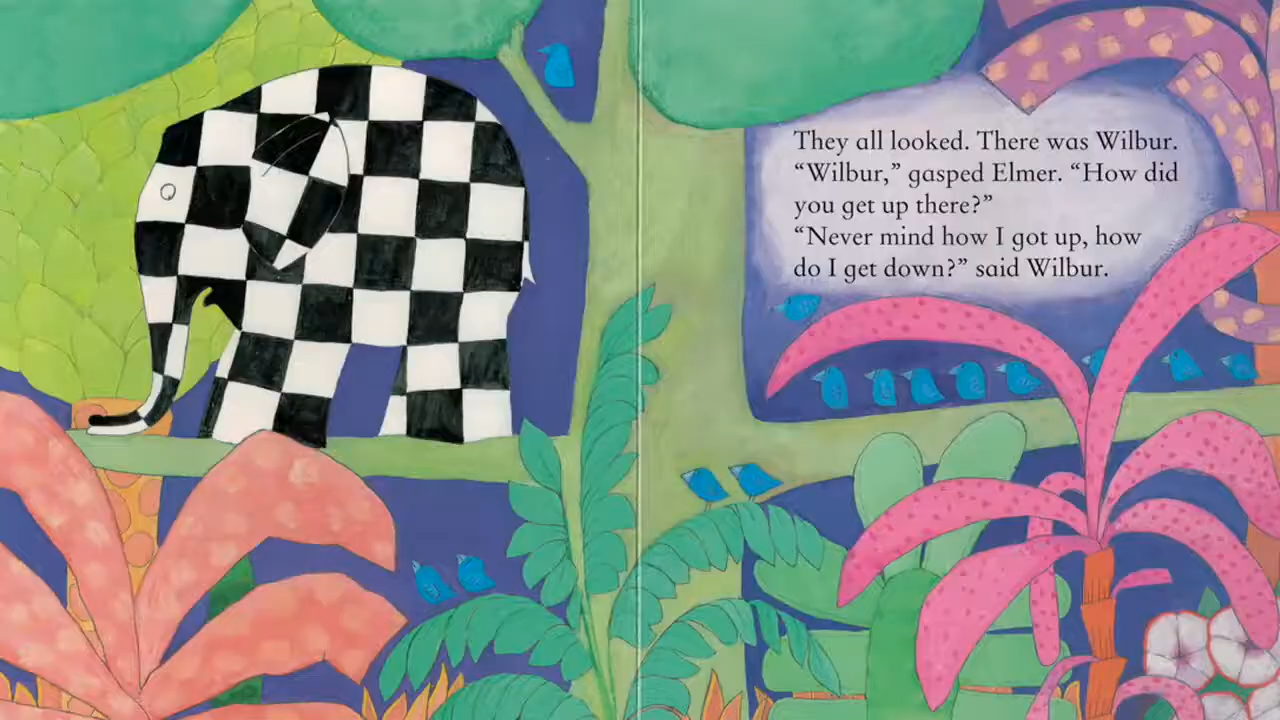 They all looked. There was Wilbur.
“Wilbur,” gasped Elmer. “How did
you get up there?”
“Never mind how I got up, how
do I get down?” said Wilbur.